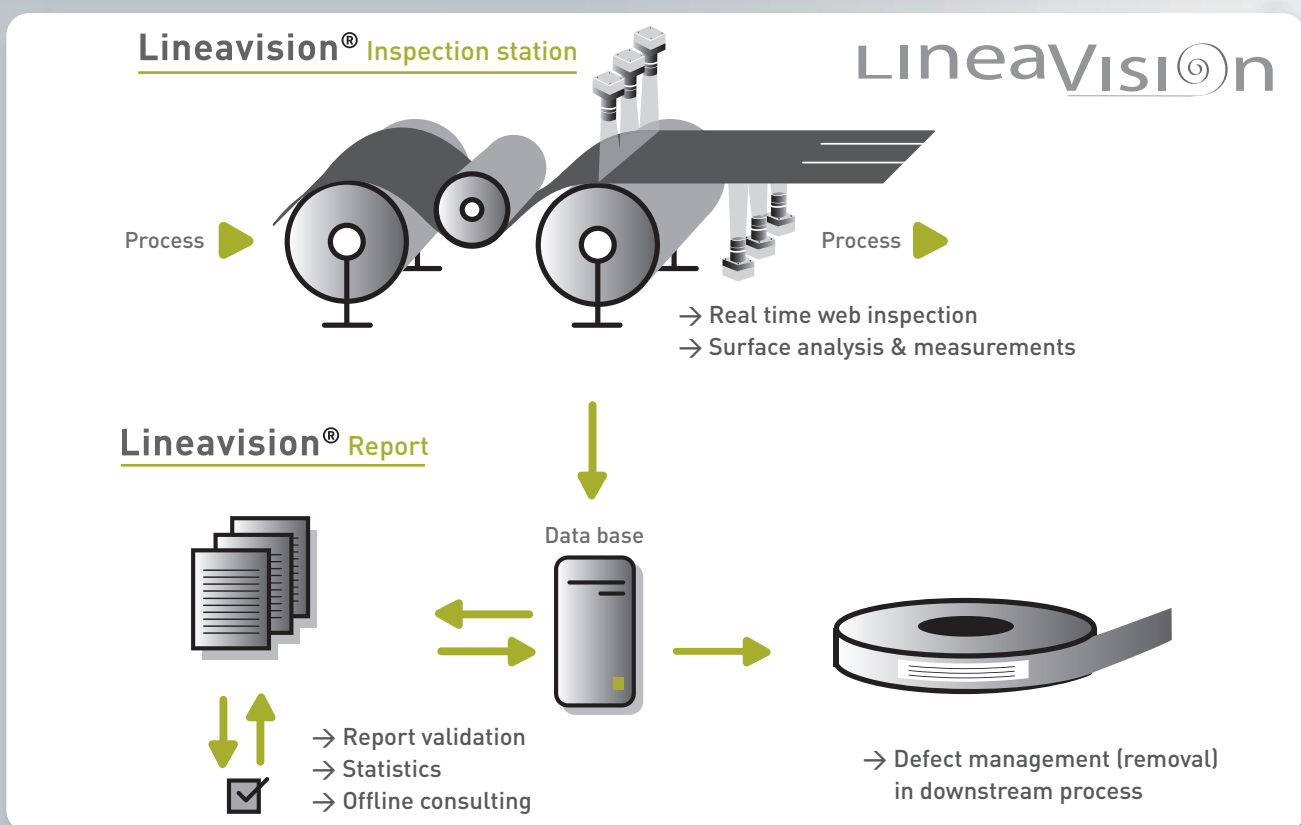 Lineavision® Inspection station
LineaVision
Process
Process
→ Real time web inspection
→ Surface analysis & measurements
Lineavision® Report
Data base
→ Report validation
→ Statistics
→ Offline consulting
→ Defect management (removal)
in downstream process